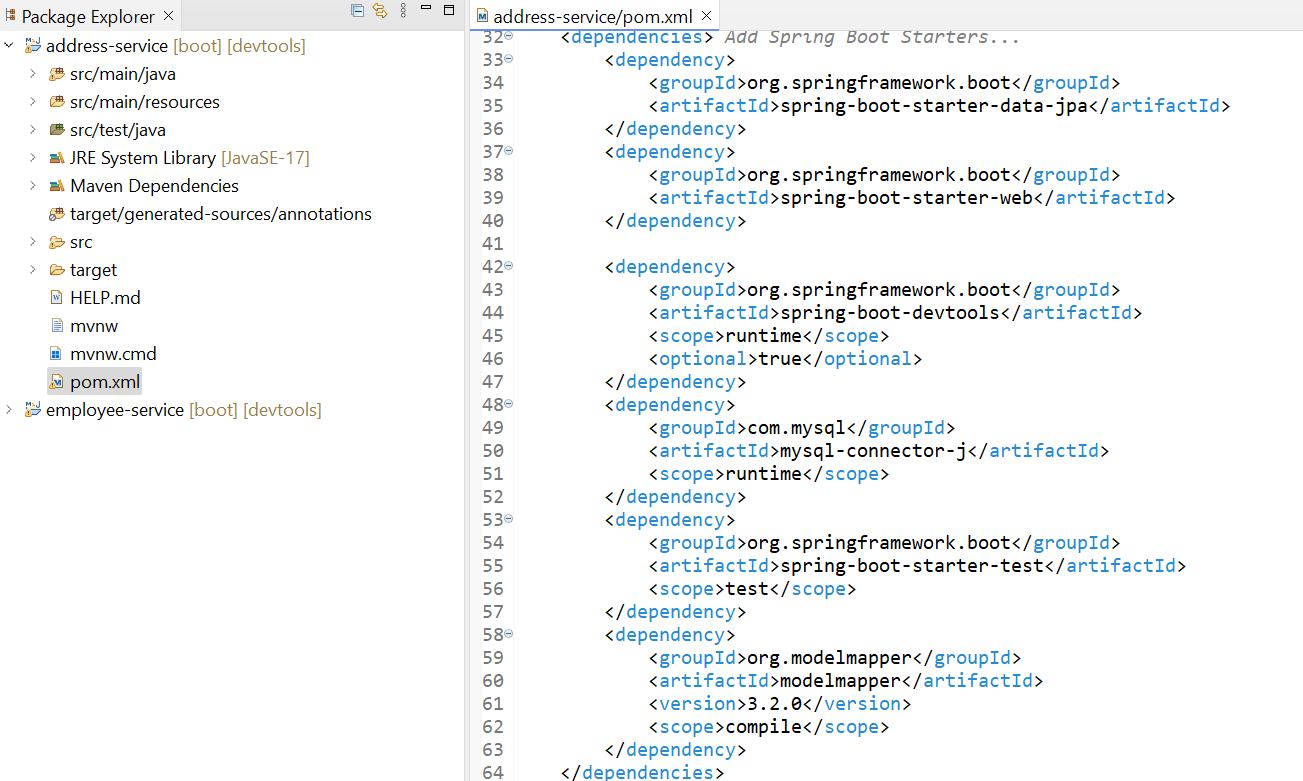 Package Explorer
address-service [boot] [devtools]
src/main/java
src/main/resources
src/test/java
JRE System Library [JavaSE-17]
Maven Dependencies
target/generated-sources/annotations
src
target
HELP.md
mvnw
mvnw.cmd
pom.xml
employee-service [boot] [devtools]
address-service/pom.xml
32 <dependencies> Add Spring Boot Starters...
33 <dependency>
34 <groupId>org.springframework.boot</groupId>
35 <artifactId>spring-boot-starter-data-jpa</artifactId>
36 </dependency>
37 <dependency>
38 <groupId>org.springframework.boot</groupId>
39 <artifactId>spring-boot-starter-web</artifactId>
40 </dependency>
41
42 <dependency>
43 <groupId>org.springframework.boot</groupId>
44 <artifactId>spring-boot-devtools</artifactId>
45 <scope>runtime</scope>
46 <optional>true</optional>
47 </dependency>
48 <dependency>
49 <groupId>com.mysql</groupId>
50 <artifactId>mysql-connector-j</artifactId>
51 <scope>runtime</scope>
52 </dependency>
53 <dependency>
54 <groupId>org.springframework.boot</groupId>
55 <artifactId>spring-boot-starter-test</artifactId>
56 <scope>test</scope>
57 </dependency>
58 <dependency>
59 <groupId>org.modelmapper</groupId>
60 <artifactId>modelmapper</artifactId>
61 <version>3.2.0</version>
62 <scope>compile</scope>
63 </dependency>
64 </dependencies>